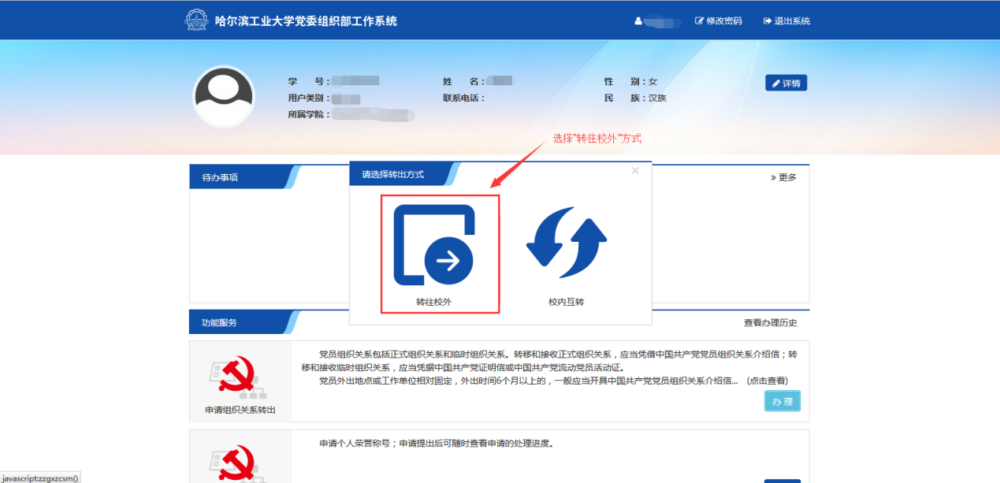 哈尔滨工业大学党委组织部工作系统
修改密码
退出系统
学 号：
姓 名：
性 别：女
详情
用户类别：
联系电话：
民 族：汉族
所属学院：
选择“转往校外”方式
待办事项
请选择转出方式
×
» 更多
转往校外
校内互转
功能服务
查看办理历史
党员组织关系包括正式组织关系和临时组织关系。转移和接收正式组织关系，应当凭借中国共产党党员组织关系介绍信；转
移和接收临时组织关系，应当凭据中国共产党证明信或中国共产党流动党员活动证。
党员外出地点或工作单位相对固定，外出时间6个月以上的，一般应当开具中国共产党党员组织关系介绍信... (点击查看)
办 理
申请组织关系转出
申请个人荣誉称号；申请提出后可随时查看申请的处理进度。
javascript:zzgxzcsm()